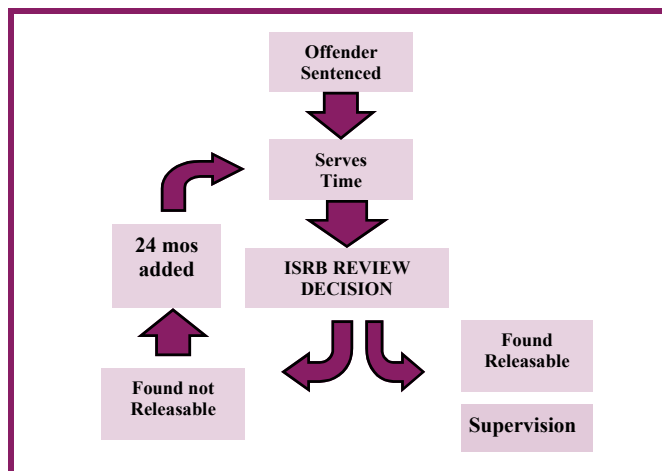 Offender
Sentenced
Serves
Time
24 mos
added
ISRB REVIEW
DECISION
Found
Releasable
Found not
Releasable
Supervision